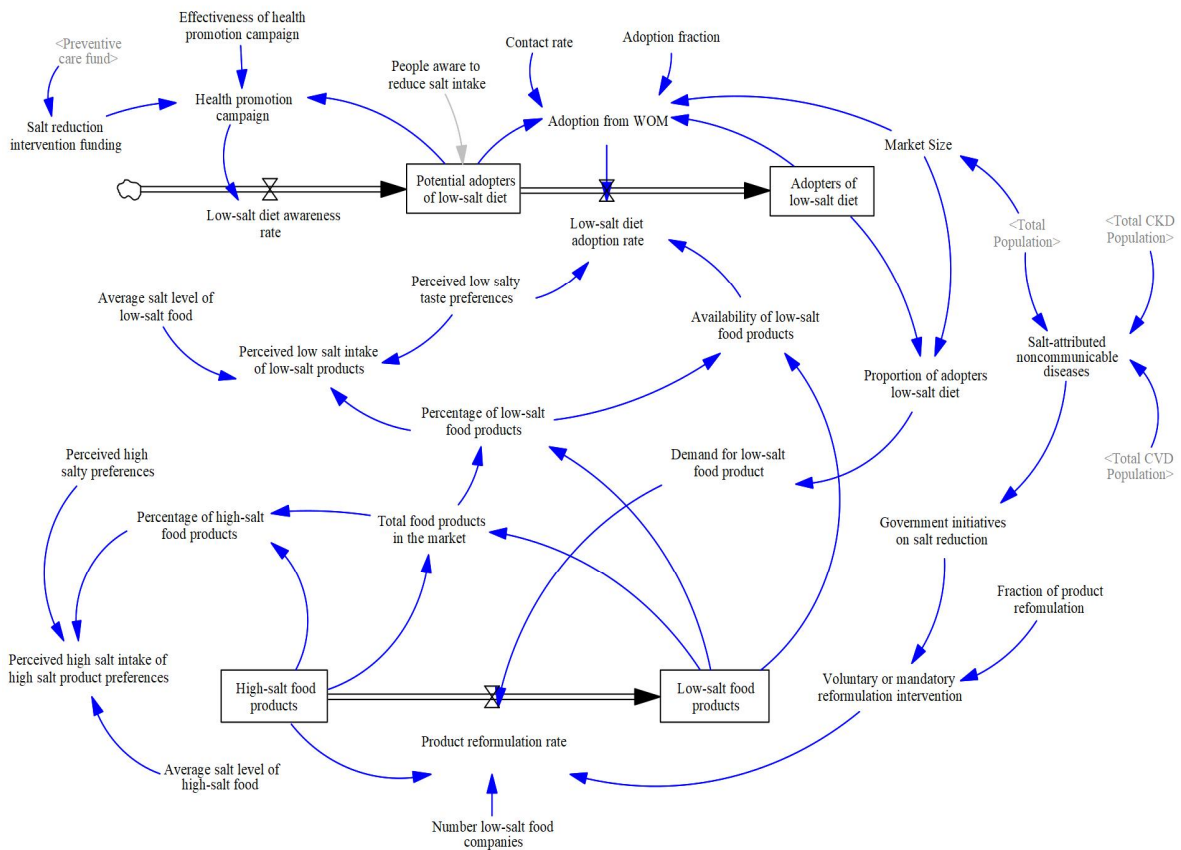 Effectiveness of health
promotion campaign
<Preventive
care fund>
Contact rate
Adoption fraction
People aware to
reduce salt intake
Health promotion
campaign
Salt reduction
intervention funding
Adoption from WOM
Market Size
Potential adopters
of low-salt diet
Adopters of
low-salt diet
Low-salt diet awareness
rate
Low-salt diet
adoption rate
<Total
Population>
<Total CKD
Population>
Perceived low salty
taste preferences
Average salt level of
low-salt food
Availability of low-salt
food products
Perceived low salt intake
of low-salt products
Salt-attributed
noncommunicable
diseases
Proportion of adopters
low-salt diet
Percentage of low-salt
food products
Perceived high
salty preferences
Demand for low-salt
food product
<Total CVD
Population>
Percentage of high-salt
food products
Total food products
in the market
Government initiatives
on salt reduction
Fraction of product
refomulation
Perceived high salt intake of
high salt product preferences
High-salt food
products
Low-salt food
products
Voluntary or mandatory
reformulation intervention
Product reformulation rate
Average salt level of
high-salt food
Number low-salt food
companies